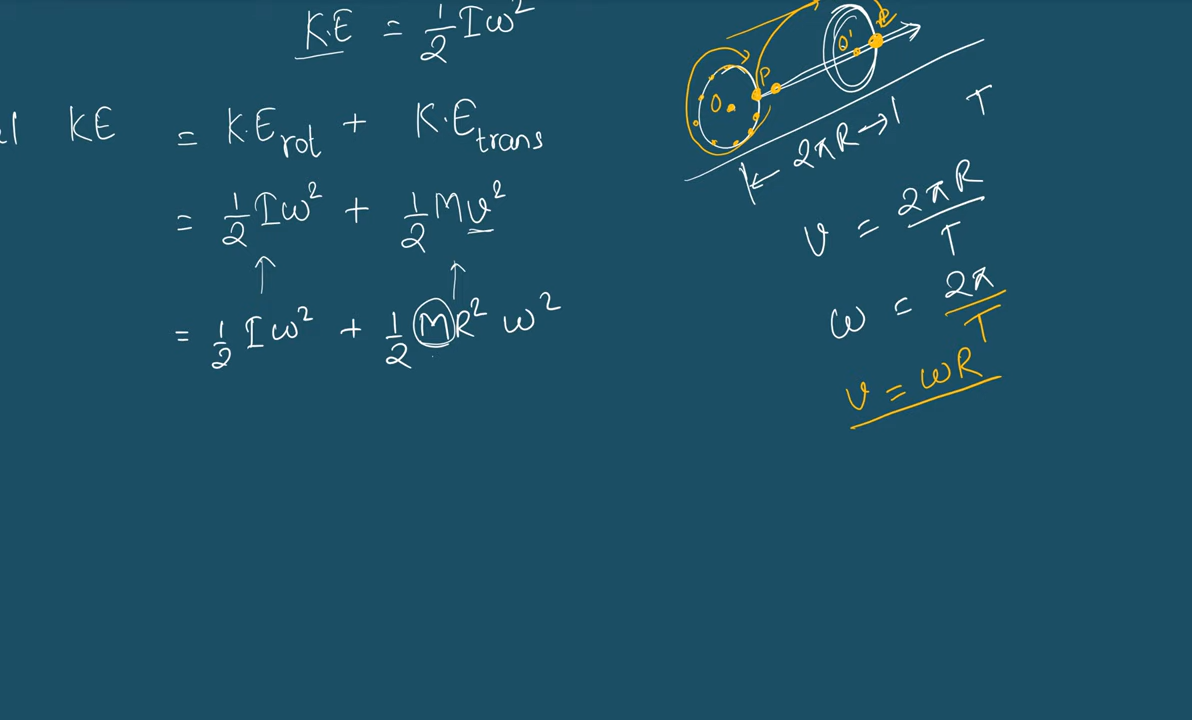 K.E = 1/2 Iω²
l KE = K.E rot + K.E trans
= 1/2 Iω² + 1/2 Mv²
= 1/2 Iω² + 1/2 MR² ω²
O P O'
|← 2πR →| T
v = 2πR/T
ω = 2π/T
v = ωR